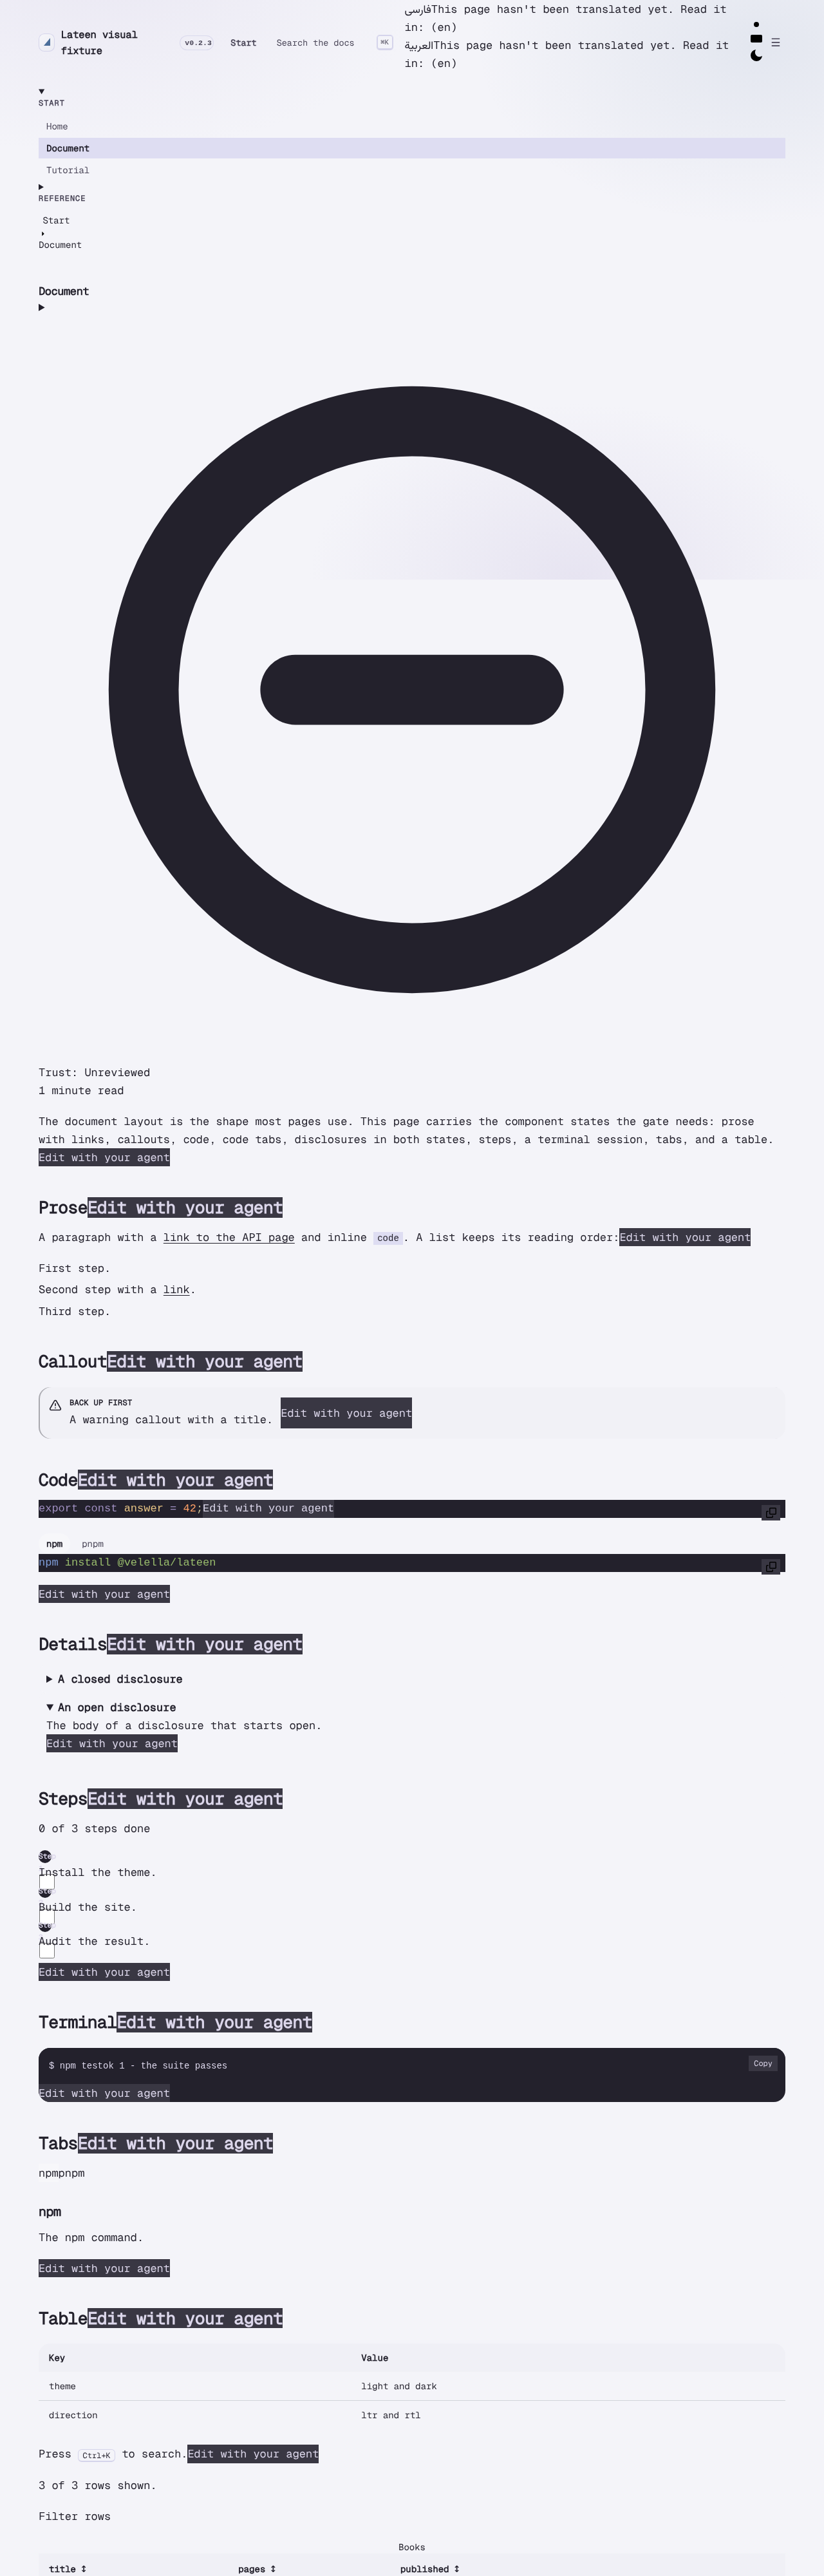 Lateen visual
fixture
v0.2.3
Start
Search the docs
⌘K
فارسیThis page hasn't been translated yet. Read it
in: (en)
العربيةThis page hasn't been translated yet. Read it
in: (en)
START
Home
Document
Tutorial
REFERENCE
Start
Document
Document
Trust: Unreviewed
1 minute read
The document layout is the shape most pages use. This page carries the component states the gate needs: prose
with links, callouts, code, code tabs, disclosures in both states, steps, a terminal session, tabs, and a table.
Edit with your agent
ProseEdit with your agent
A paragraph with a link to the API page and inline code. A list keeps its reading order:Edit with your agent
First step.
Second step with a link.
Third step.
CalloutEdit with your agent
BACK UP FIRST
A warning callout with a title. Edit with your agent
CodeEdit with your agent
export const answer = 42;Edit with your agent
npm pnpm
npm install @velella/lateen
Edit with your agent
DetailsEdit with your agent
A closed disclosure
An open disclosure
The body of a disclosure that starts open.
Edit with your agent
StepsEdit with your agent
0 of 3 steps done
Ste
Install the theme.
Ste
Build the site.
Ste
Audit the result.
Edit with your agent
TerminalEdit with your agent
$ npm testok 1 - the suite passes
Copy
Edit with your agent
TabsEdit with your agent
npmpnpm
npm
The npm command.
Edit with your agent
TableEdit with your agent
Key Value
theme light and dark
direction ltr and rtl
Press Ctrl+K to search.Edit with your agent
3 of 3 rows shown.
Filter rows
Books
title ↕ pages ↕ published ↕